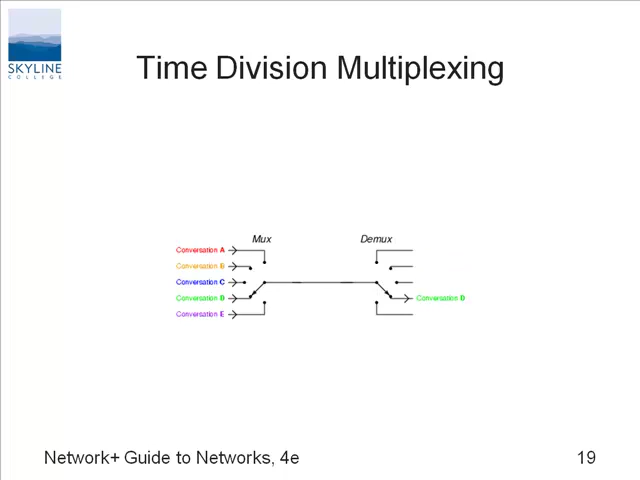 SKYLINE
COLLEGE
Time Division Multiplexing
Mux
Demux
Conversation A
Conversation B
Conversation C
Conversation D
Conversation D
Conversation E
Network+ Guide to Networks, 4e
19